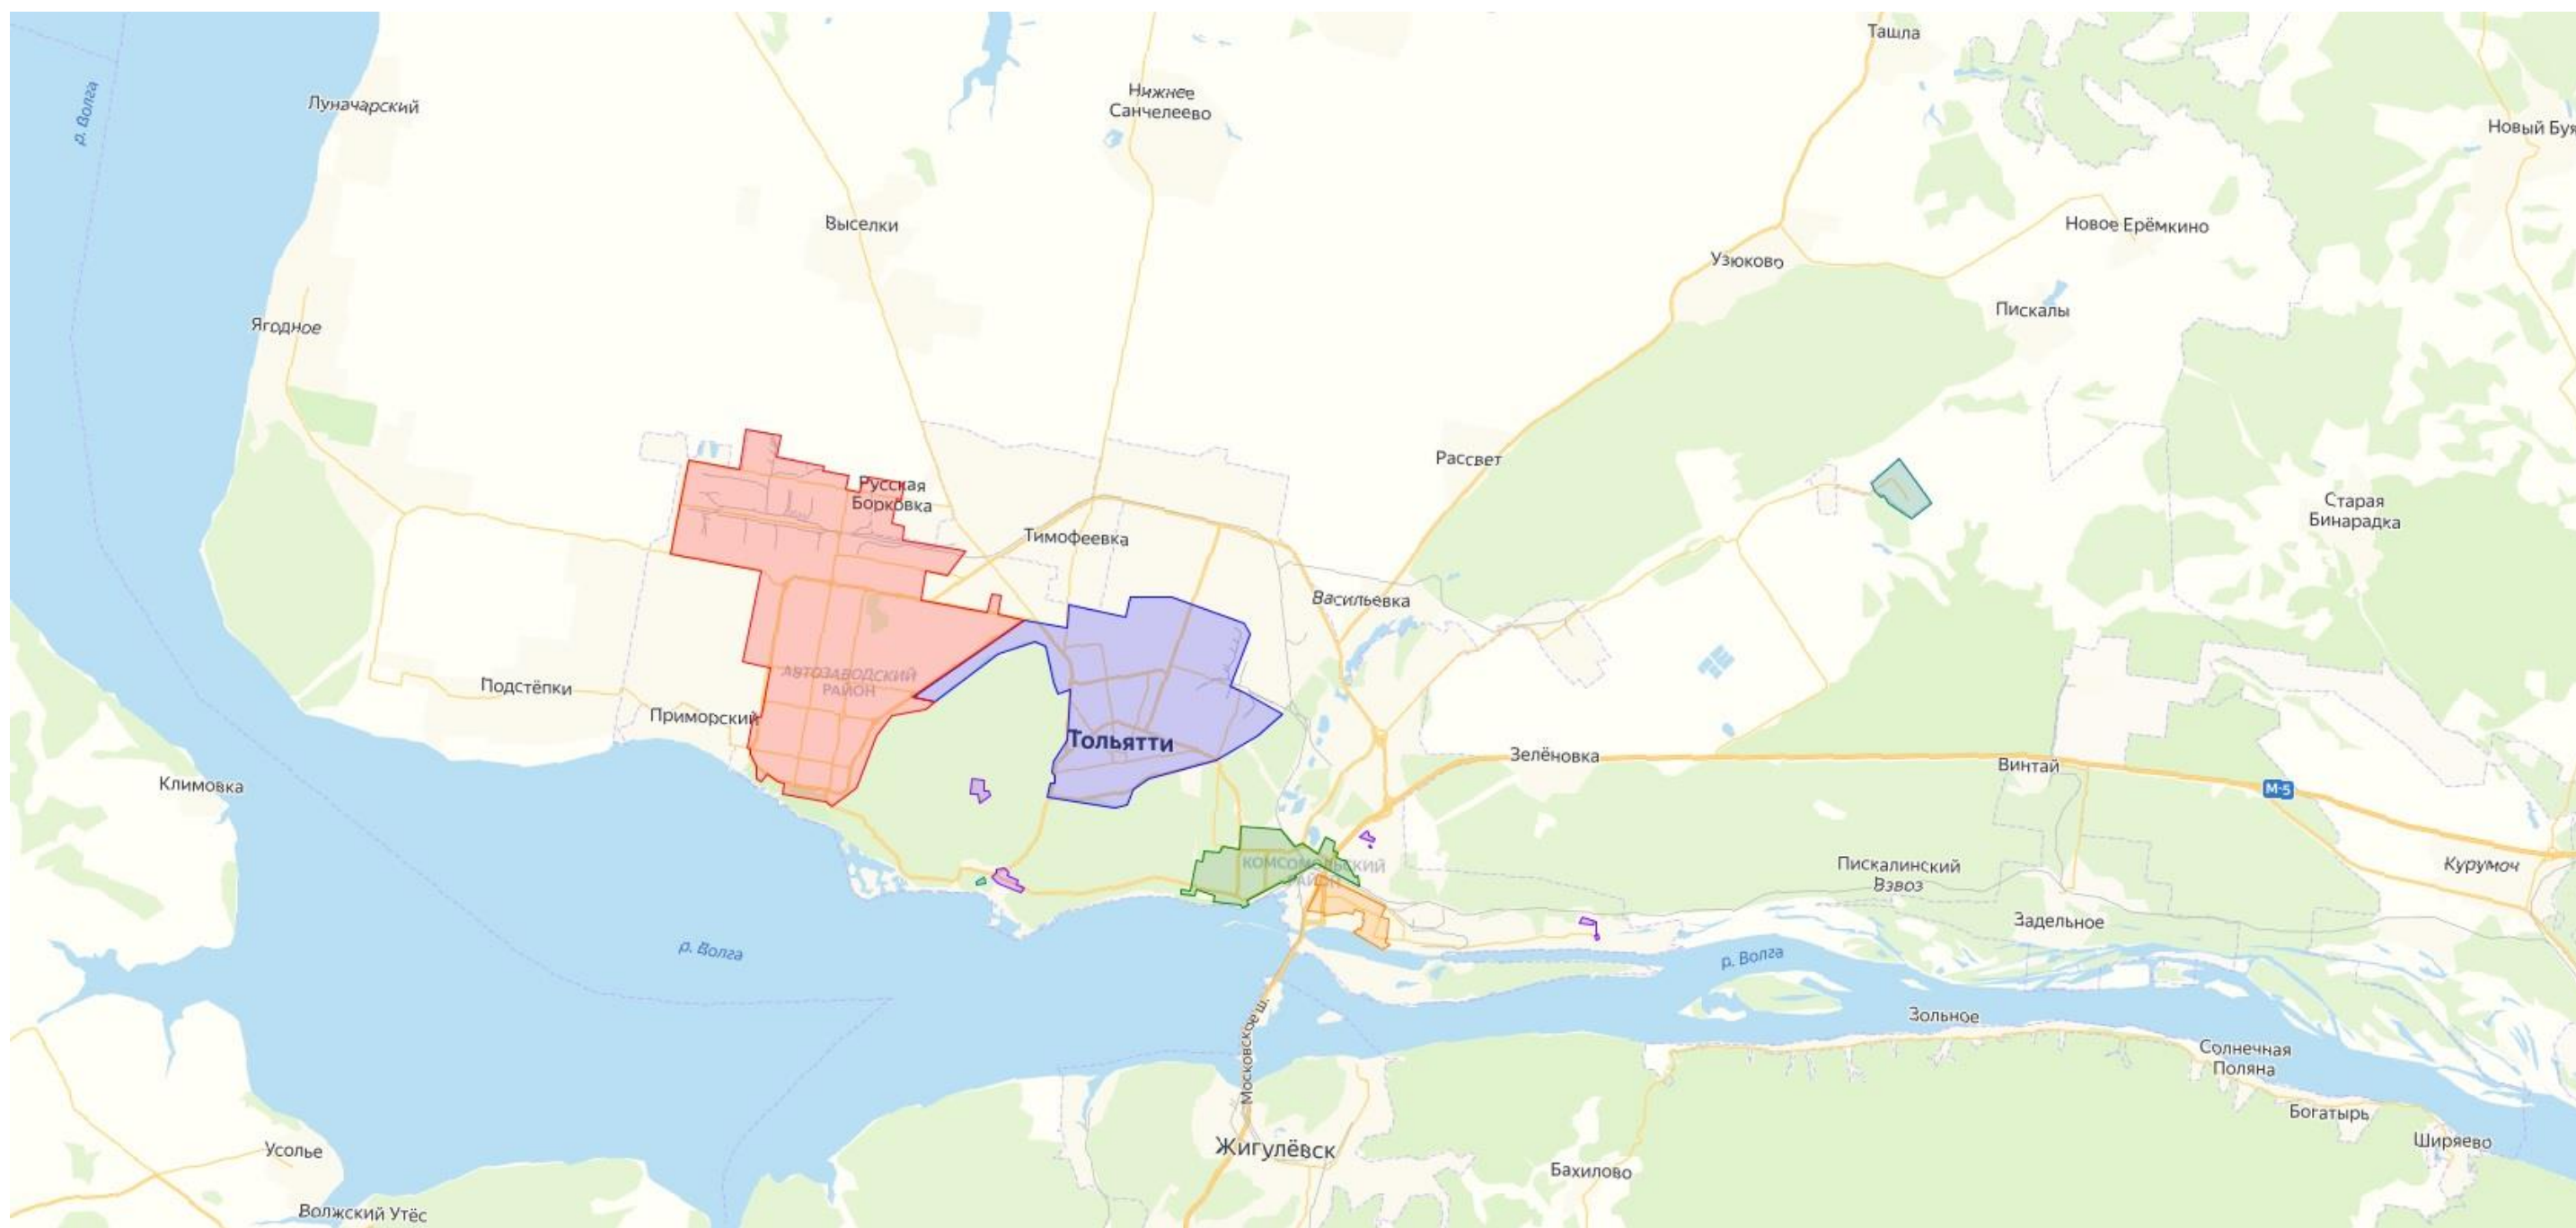 Ташла
р. Волга
Луначарский
Нижнее
Санчелеево
Новый Буя
Выселки
Новое Ерёмкино
Узюково
Пискалы
Ягодное
Рассвет
Русская
Борковка
Старая
Бинарадка
Тимофеевка
Васильевка
АВТОЗАВОДСКИЙ
РАЙОН
Подстёпки
Приморский
Тольятти
Зелёновка
Винтай
М-5
Климовка
КОМСОМОЛЬСКИЙ
РАЙОН
Пискалинский
Взвоз
Курумоч
Задельное
р. Волга
р. Волга
Московское ш.
Зольное
Солнечная
Поляна
Богатырь
Ширяево
Жигулёвск
Бахилово
Усолье
Волжский Утёс